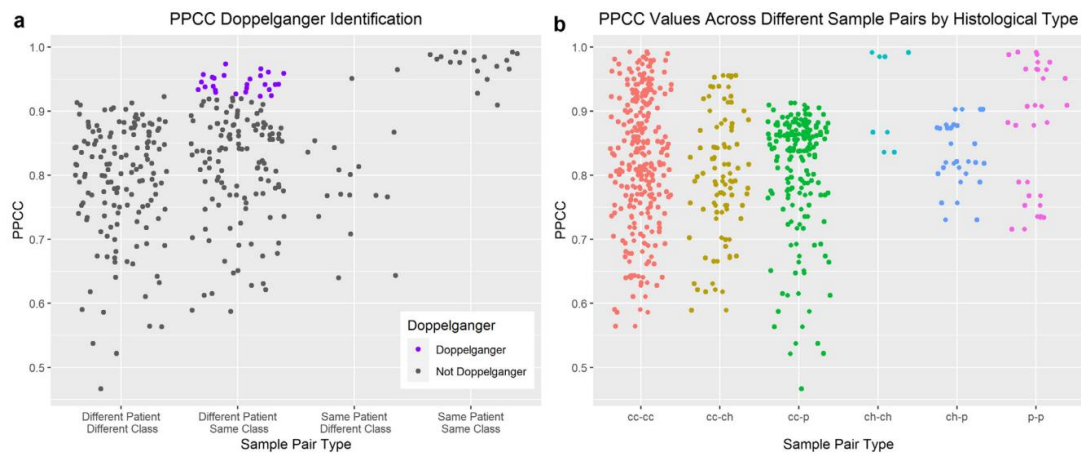 a
PPCC Doppelganger Identification
PPCC
1.0
0.9
0.8
0.7
0.6
0.5
Doppelganger
Doppelganger
Not Doppelganger
Different Patient
Different Class
Different Patient
Same Class
Same Patient
Different Class
Same Patient
Same Class
Sample Pair Type
b
PPCC Values Across Different Sample Pairs by Histological Type
PPCC
1.0
0.9
0.8
0.7
0.6
0.5
cc-cc
cc-ch
cc-p
ch-ch
ch-p
p-p
Sample Pair Type